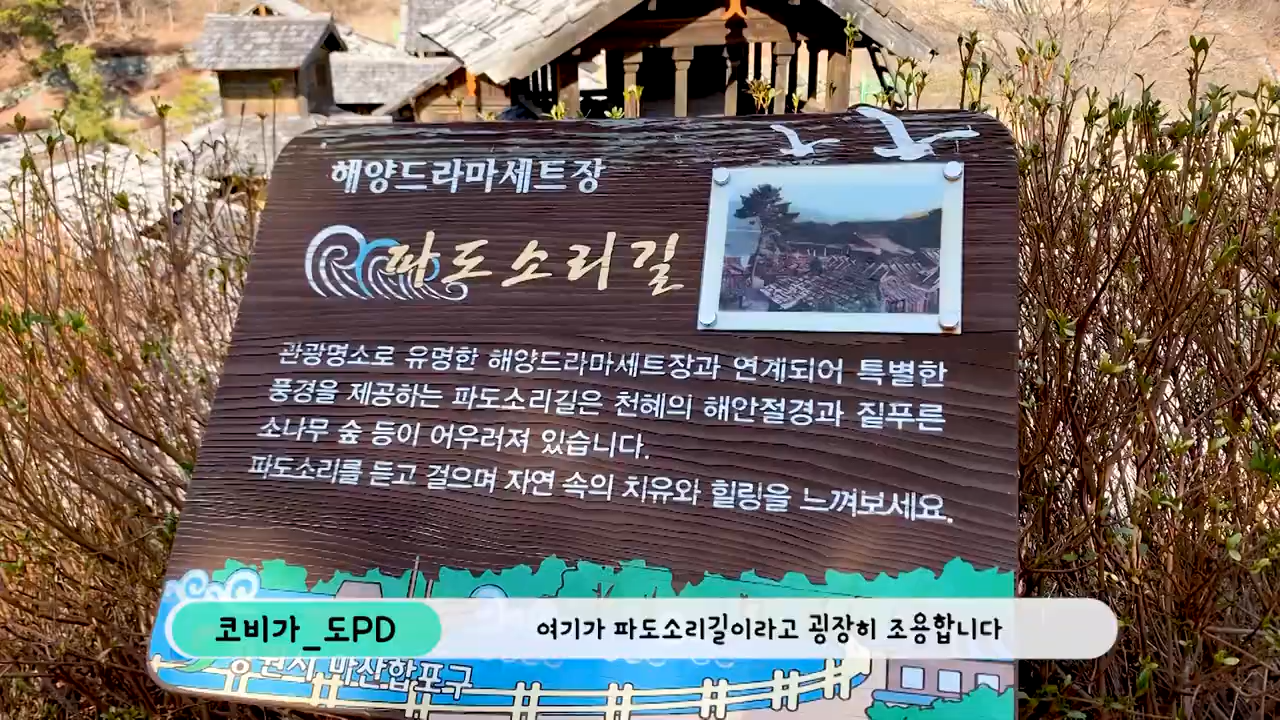 해양드라마세트장
파도소리길
관광명소로 유명한 해양드라마세트장과 연계되어 특별한
풍경을 제공하는 파도소리길은 천혜의 해안절경과 짙푸른
소나무 숲 등이 어우러져 있습니다.
파도소리를 듣고 걸으며 자연 속의 치유와 힐링을 느껴보세요.
코비가_도PD
여기가 파도소리길이라고 굉장히 조용합니다
마산합포구